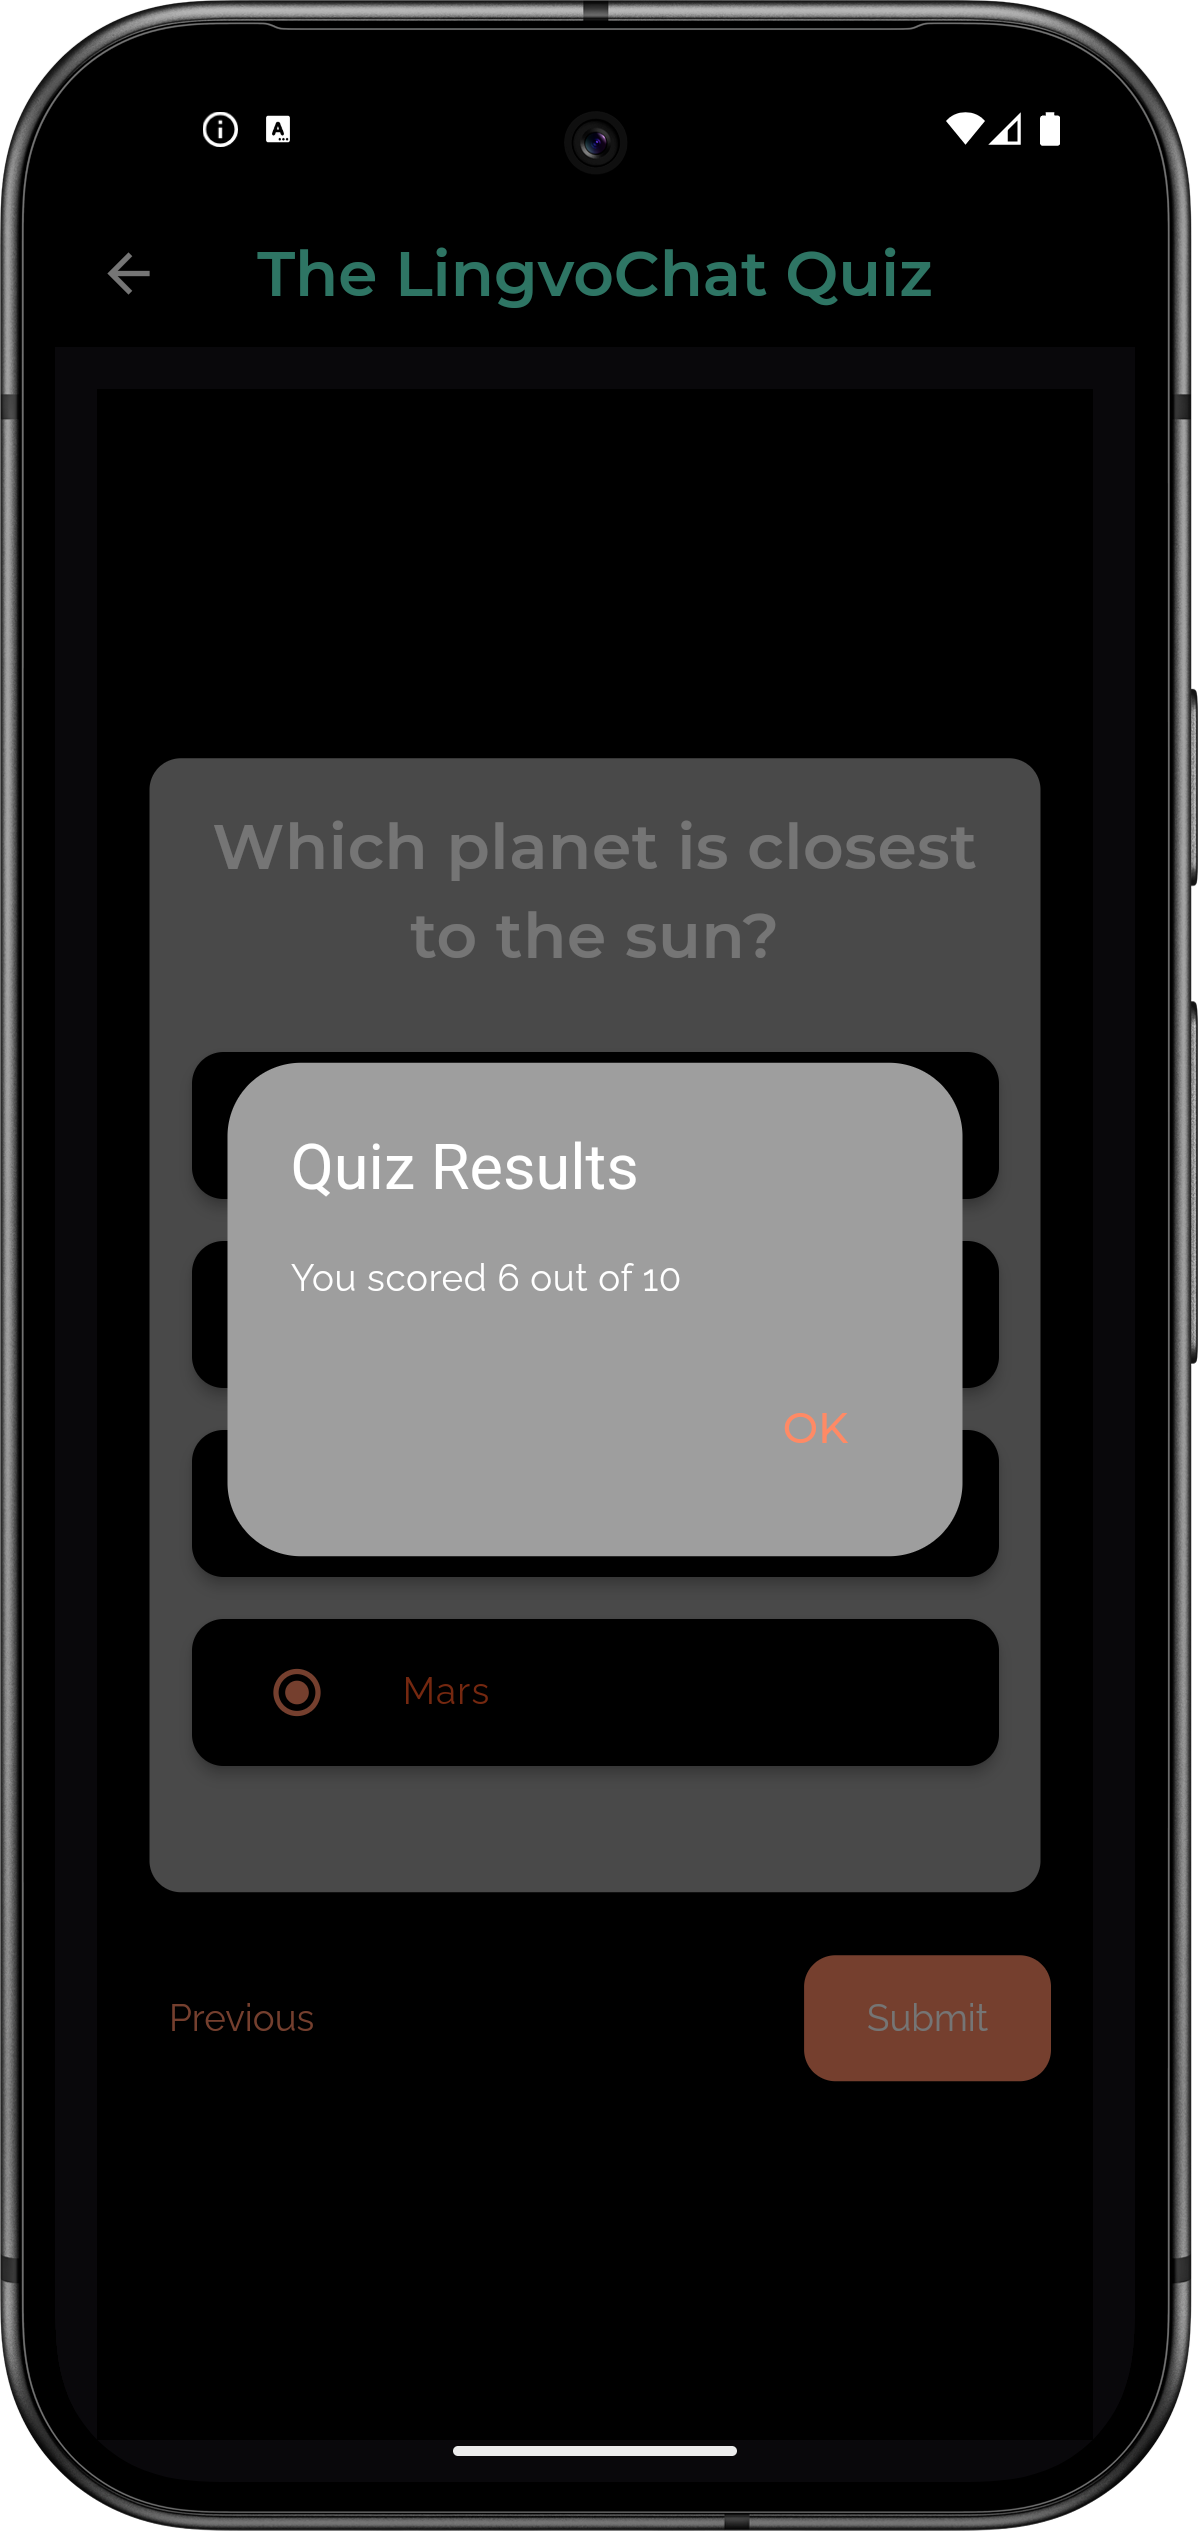 The LingvoChat Quiz
Which planet is closest
to the sun?
Quiz Results
You scored 6 out of 10
OK
Mars
Previous
Submit